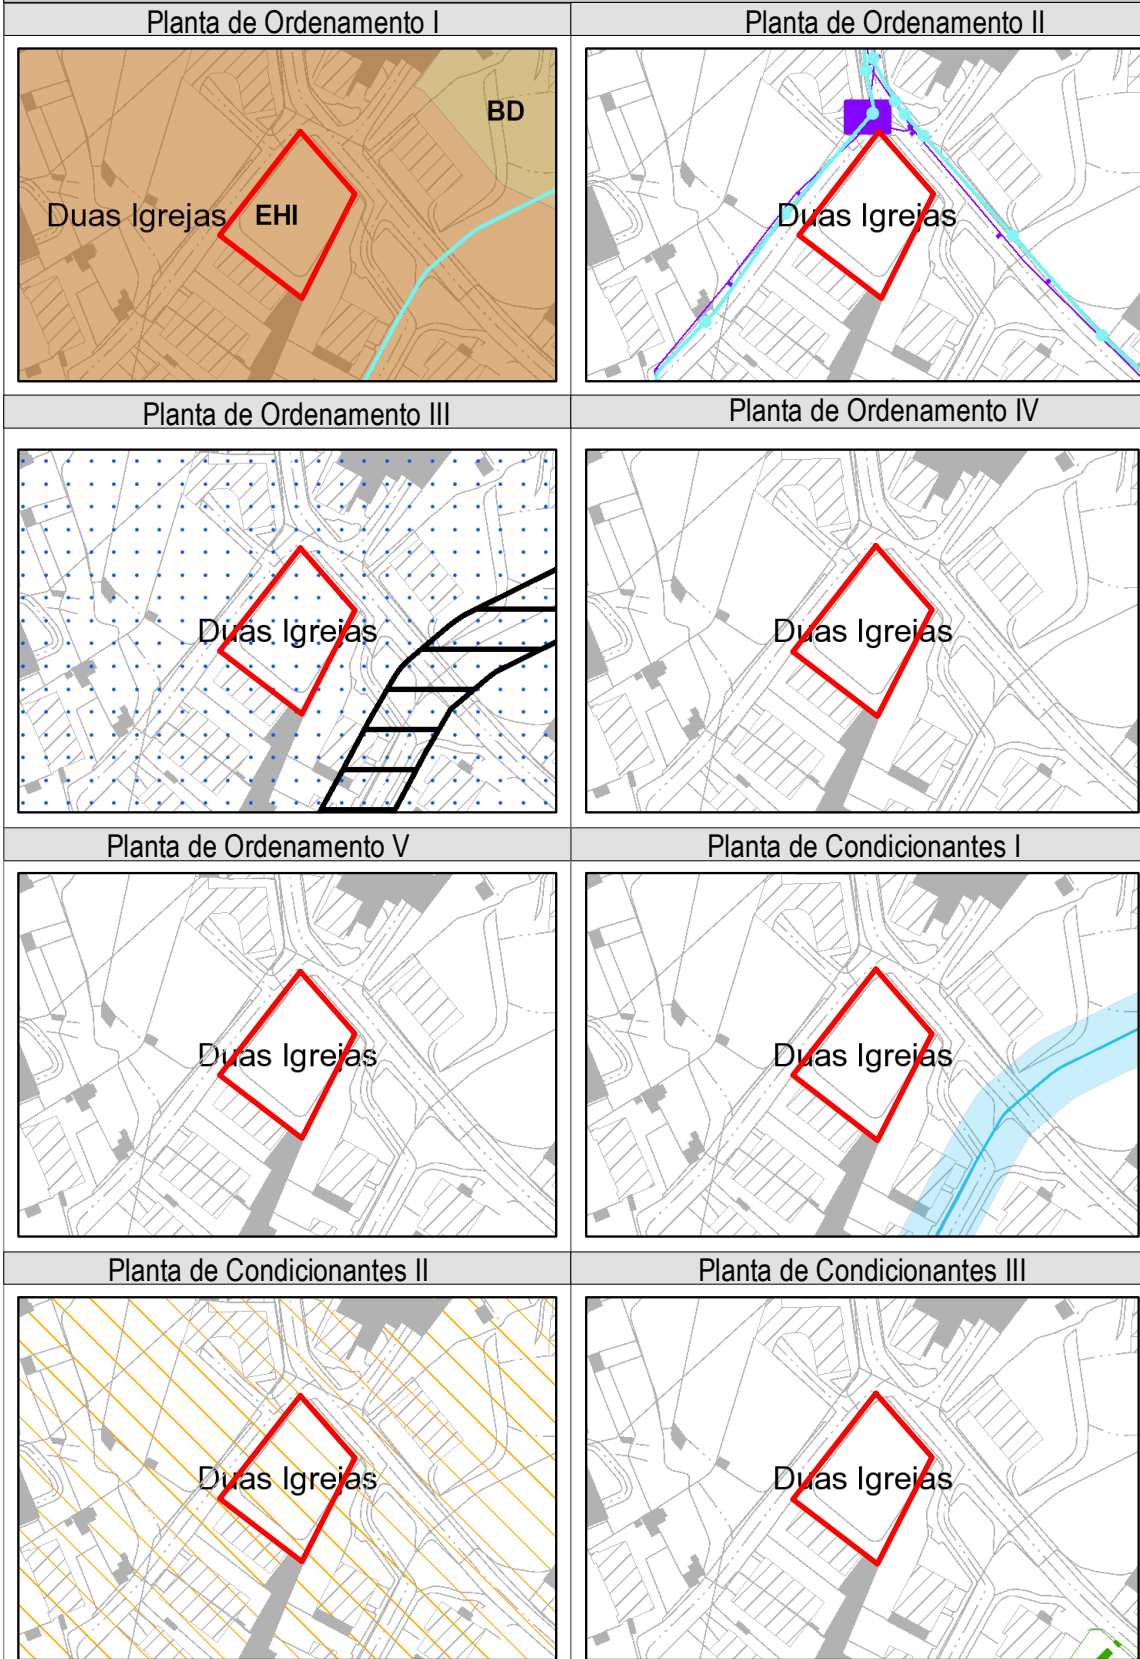 Planta de Ordenamento I
Planta de Ordenamento II
BD
Duas Igrejas
EHI
Duas Igrejas
Planta de Ordenamento III
Planta de Ordenamento IV
Duas Igrejas
Duas Igrejas
Planta de Ordenamento V
Planta de Condicionantes I
Duas Igrejas
Duas Igrejas
Planta de Condicionantes II
Planta de Condicionantes III
Duas Igrejas
Duas Igrejas